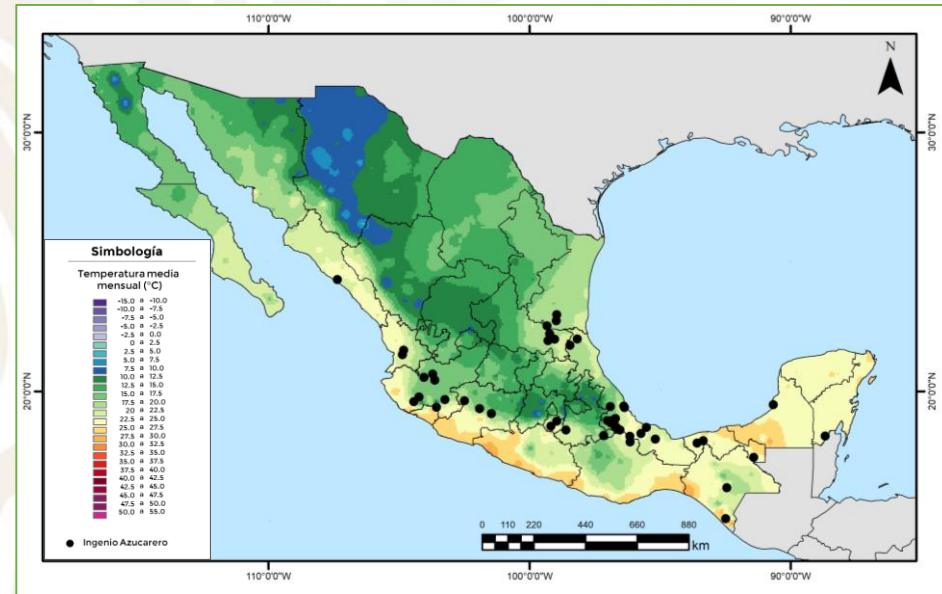 110°0'0"W 100°0'0"W 90°0'0"W
N
30°0'0"N 30°0'0"N
20°0'0"N 20°0'0"N
Simbología
Temperatura media
mensual (°C)
-15.0 a -10.0
-10.0 a -7.5
-7.5 a -5.0
-5.0 a -2.5
-2.5 a 0.0
0 a 2.5
2.5 a 5.0
5.0 a 7.5
7.5 a 10.0
10.0 a 12.5
12.5 a 15.0
15.0 a 17.5
17.5 a 20.0
20 a 22.5
22.5 a 25.0
25.0 a 27.5
27.5 a 30.0
30.0 a 32.5
32.5 a 35.0
35.0 a 37.5
37.5 a 40.0
40.0 a 42.5
42.5 a 45.0
45.0 a 47.5
47.5 a 50.0
50.0 a 55.0
Ingenio Azucarero
0 110 220 440 660 880
km
110°0'0"W 100°0'0"W 90°0'0"W